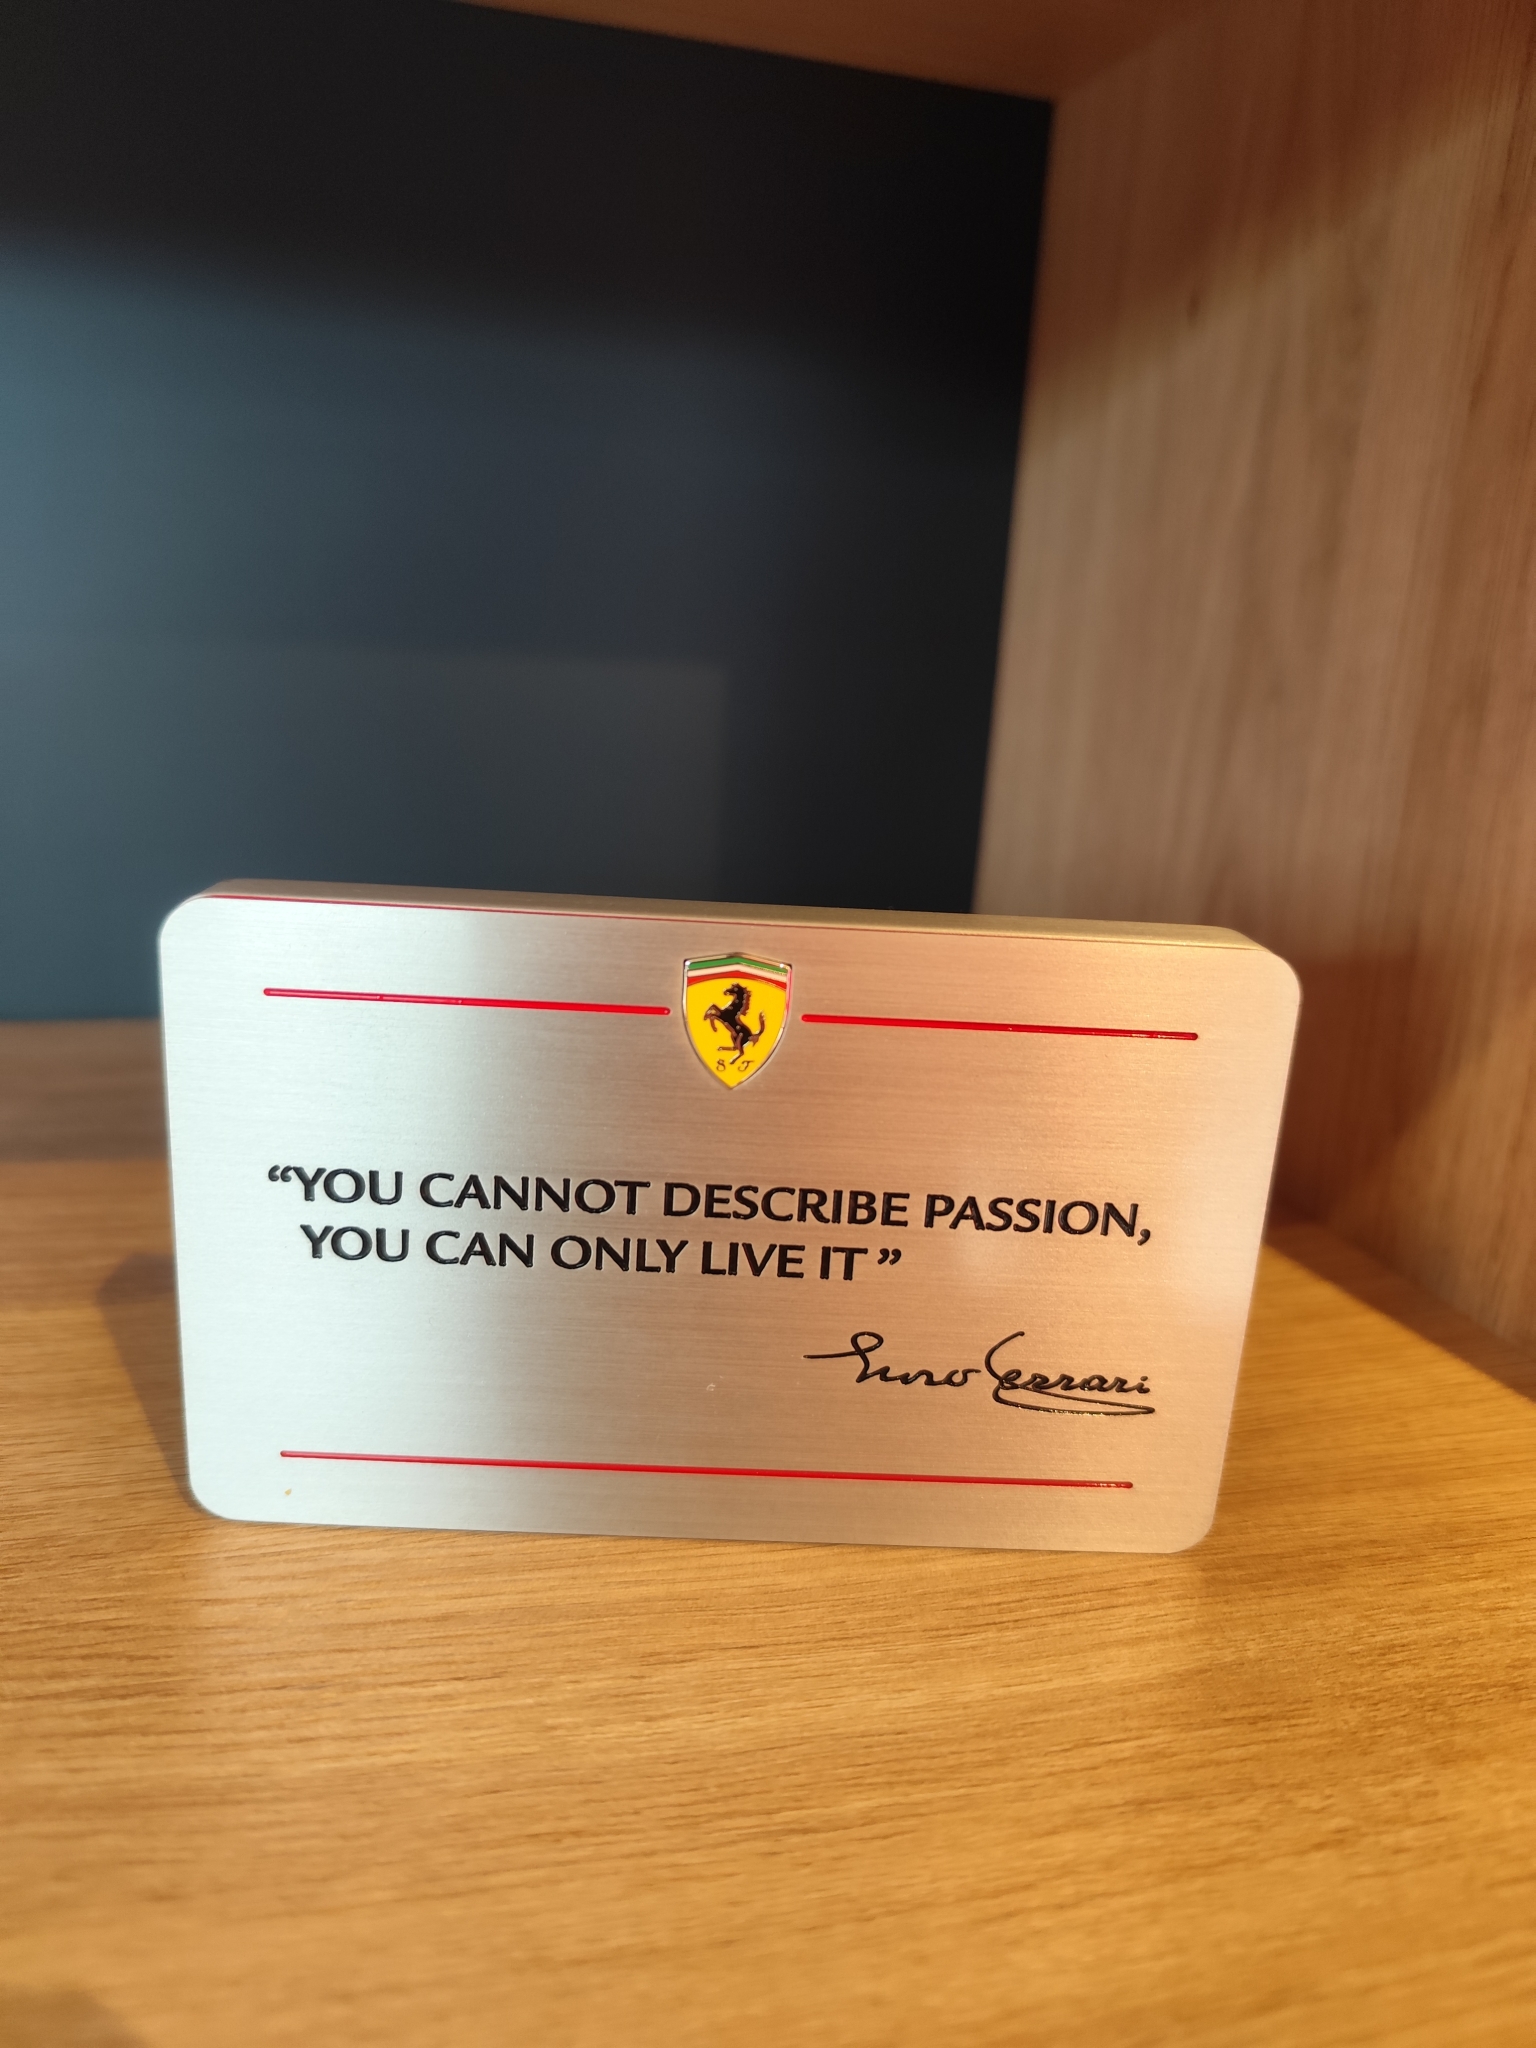 S F
“YOU CANNOT DESCRIBE PASSION,
YOU CAN ONLY LIVE IT ”
Enzo Ferrari